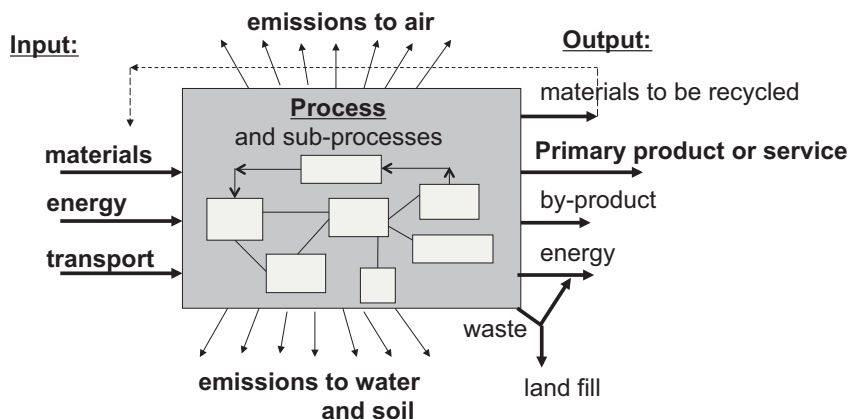 emissions to air
Input:
Output:
materials to be recycled
Process
and sub-processes
materials
Primary product or service
energy
by-product
transport
energy
waste
emissions to water
and soil
land fill